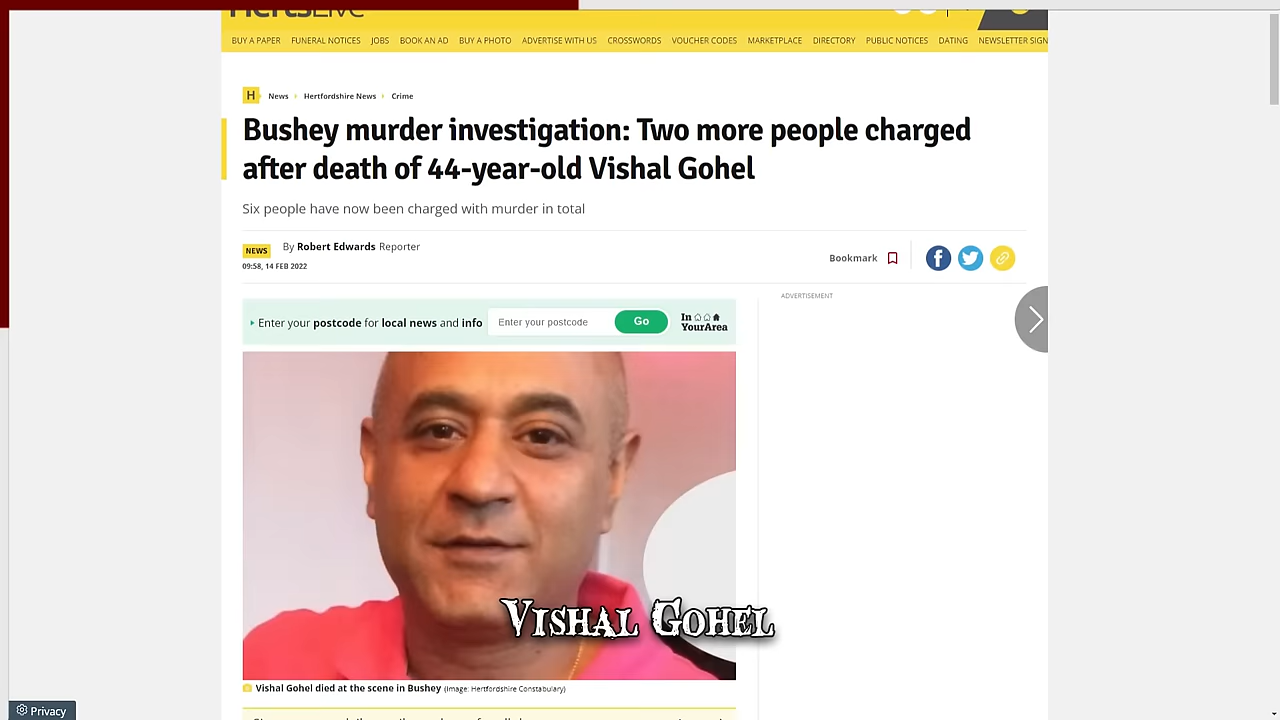 HertsLive
BUY A PAPER FUNERAL NOTICES JOBS BOOK AN AD BUY A PHOTO ADVERTISE WITH US CROSSWORDS VOUCHER CODES MARKETPLACE DIRECTORY PUBLIC NOTICES DATING NEWSLETTER SIGN
H News Hertfordshire News Crime
Bushey murder investigation: Two more people charged
after death of 44-year-old Vishal Gohel
Six people have now been charged with murder in total
NEWS By Robert Edwards Reporter
09:58, 14 FEB 2022
Bookmark
ADVERTISEMENT
Enter your postcode for local news and info Enter your postcode Go In YourArea
VISHAL GOHEL
Vishal Gohel died at the scene in Bushey (Image: Hertfordshire Constabulary)
Privacy